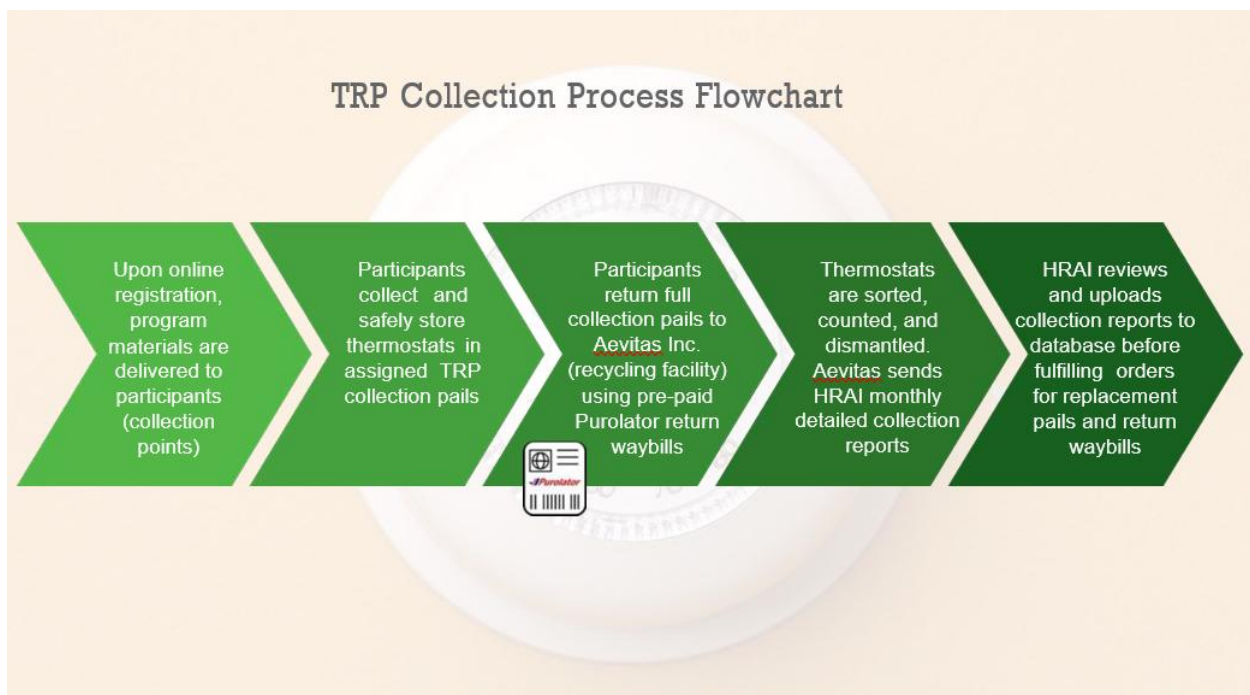 TRP Collection Process Flowchart
Upon online
registration,
program
materials are
delivered to
participants
(collection
points)
Participants
collect and
safely store
thermostats in
assigned TRP
collection pails
Participants
return full
collection pails to
Aevitas Inc.
(recycling facility)
using pre-paid
Purolator return
waybills
Purolator
Thermostats
are sorted,
counted, and
dismantled.
Aevitas sends
HRAI monthly
detailed collection
reports
HRAI reviews
and uploads
collection reports to
database before
fulfilling orders
for replacement
pails and return
waybills